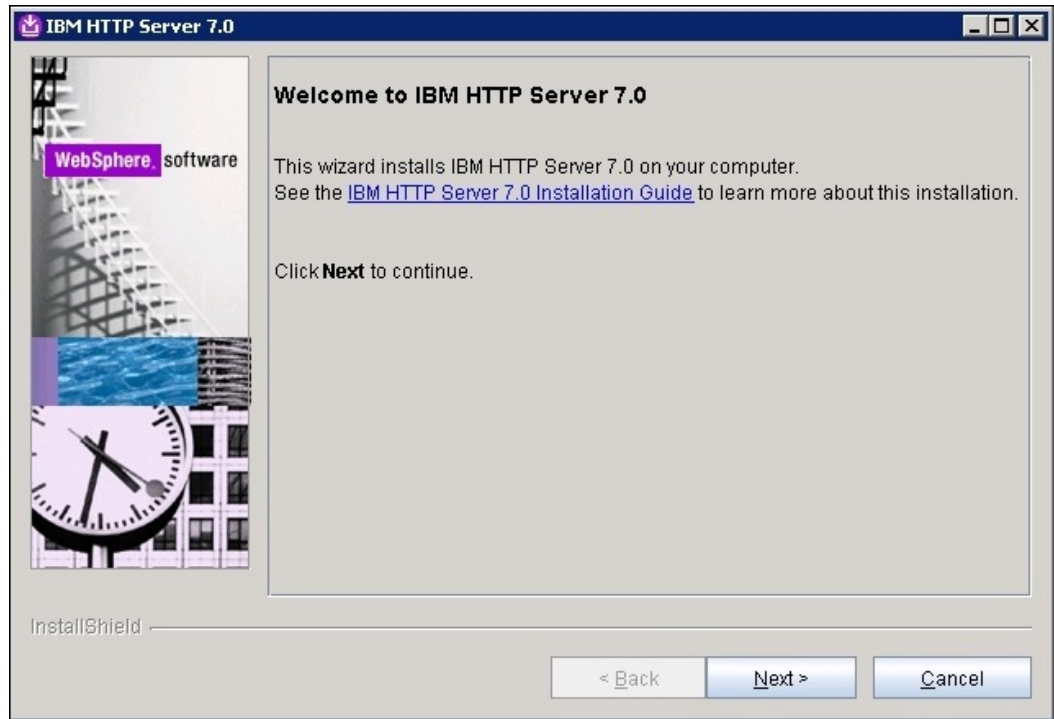 IBM HTTP Server 7.0
WebSphere. software
Welcome to IBM HTTP Server 7.0
This wizard installs IBM HTTP Server 7.0 on your computer.
See the IBM HTTP Server 7.0 Installation Guide to learn more about this installation.
Click Next to continue.
InstallShield
< Back
Next >
Cancel